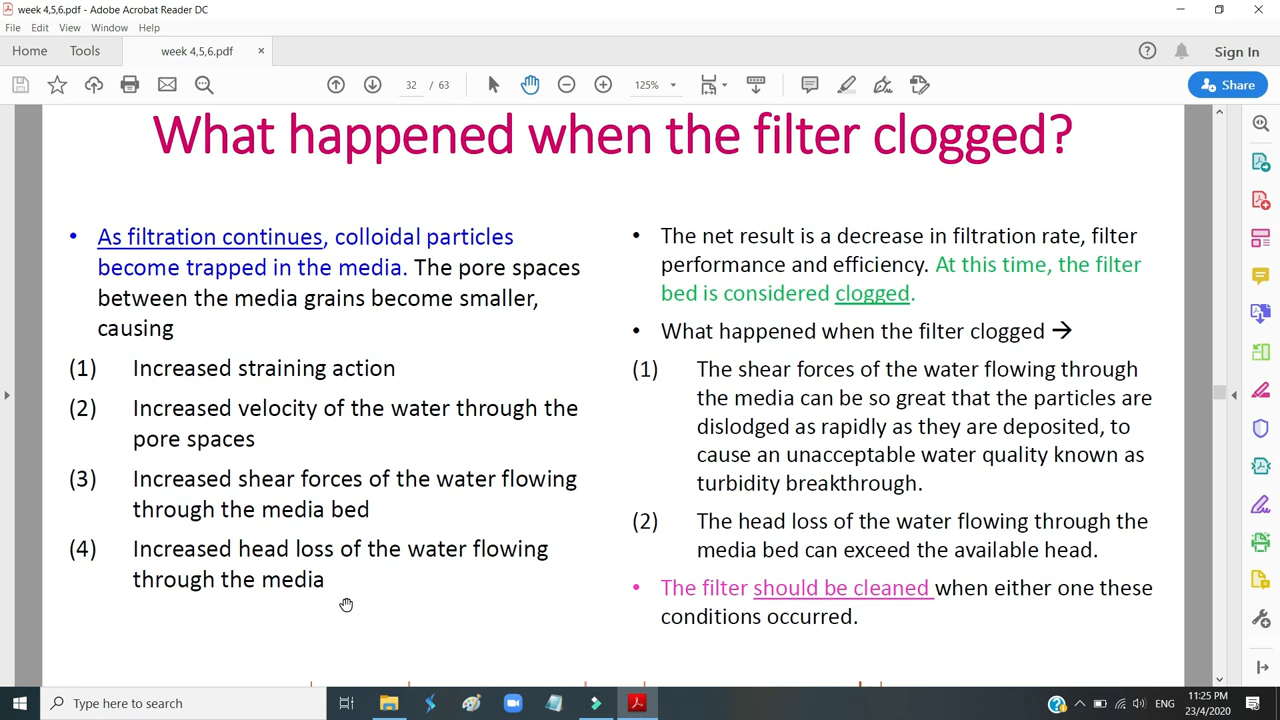 week 4,5,6.pdf - Adobe Acrobat Reader DC
File Edit View Window Help
Home Tools week 4,5,6.pdf × Sign In
32 / 63 125% Share
What happened when the filter clogged?
• As filtration continues, colloidal particles
become trapped in the media. The pore spaces
between the media grains become smaller,
causing
(1) Increased straining action
(2) Increased velocity of the water through the
pore spaces
(3) Increased shear forces of the water flowing
through the media bed
(4) Increased head loss of the water flowing
through the media
• The net result is a decrease in filtration rate, filter
performance and efficiency. At this time, the filter
bed is considered clogged.
• What happened when the filter clogged →
(1) The shear forces of the water flowing through
the media can be so great that the particles are
dislodged as rapidly as they are deposited, to
cause an unacceptable water quality known as
turbidity breakthrough.
(2) The head loss of the water flowing through the
media bed can exceed the available head.
• The filter should be cleaned when either one these
conditions occurred.
Type here to search
ENG
11:25 PM
23/4/2020